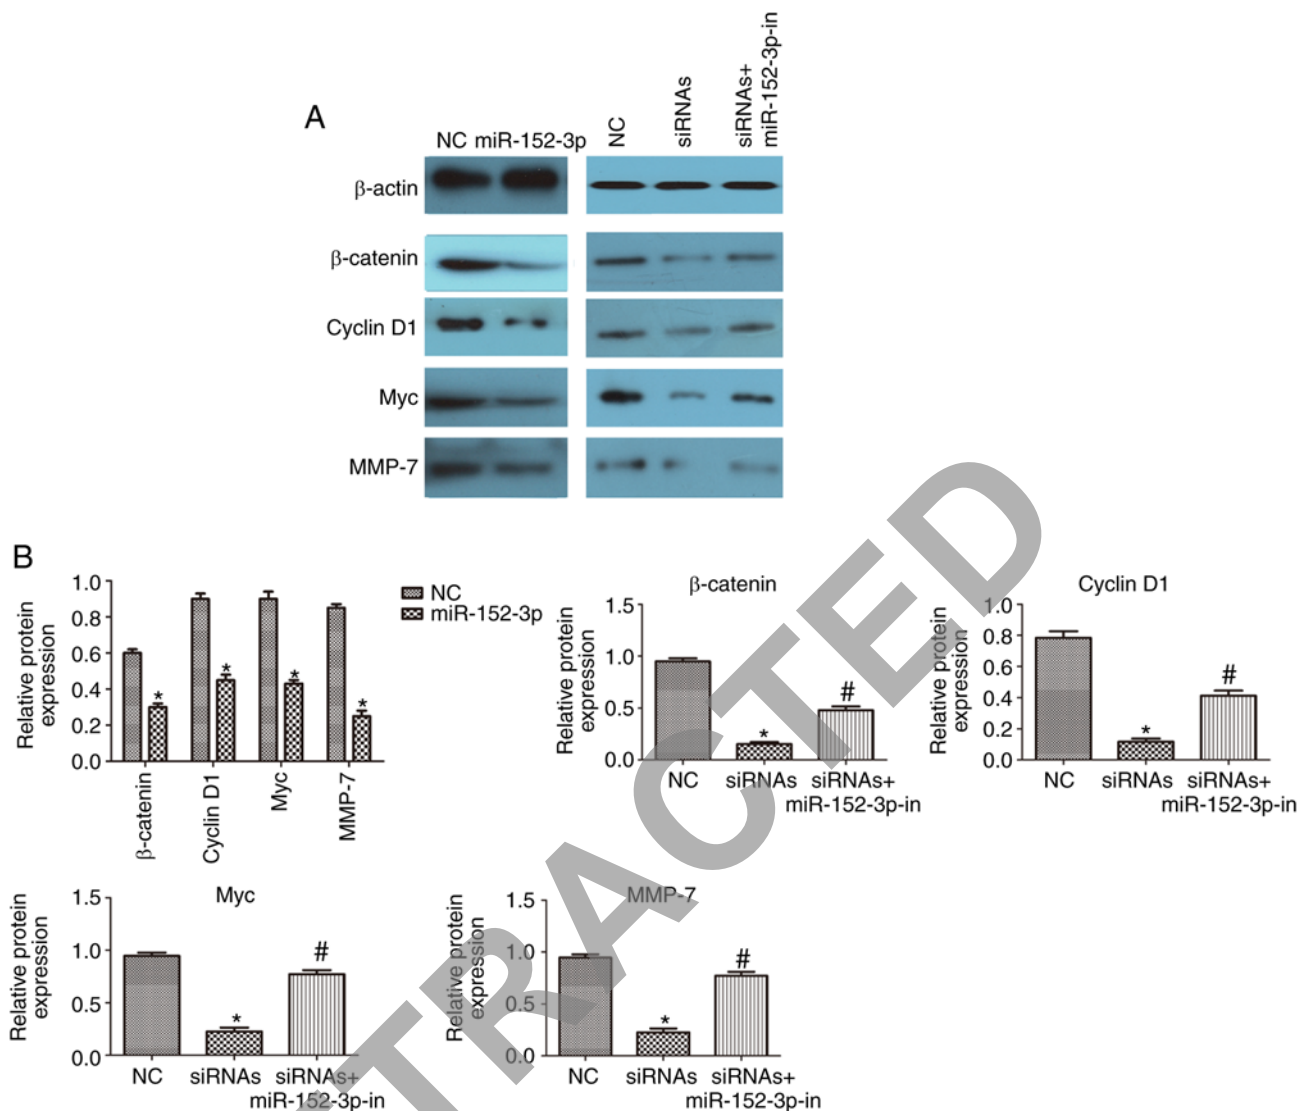 A
NC miR-152-3p
NC
siRNAs
siRNAs+
miR-152-3p-in
β-actin
β-catenin
Cyclin D1
Myc
MMP-7
B
Relative protein
expression
1.0
0.8
0.6
0.4
0.2
0.0
*
*
*
*
β-catenin
Cyclin D1
Myc
MMP-7
NC
miR-152-3p
β-catenin
Relative protein
expression
1.5
1.0
0.5
0.0
*
#
NC
siRNAs
siRNAs+
miR-152-3p-in
Cyclin D1
Relative protein
expression
1.0
0.8
0.6
0.4
0.2
0.0
*
#
NC
siRNAs
siRNAs+
miR-152-3p-in
Myc
Relative protein
expression
1.5
1.0
0.5
0.0
*
#
NC
siRNAs
siRNAs+
miR-152-3p-in
MMP-7
Relative protein
expression
1.5
1.0
0.5
0.0
*
#
NC
siRNAs
siRNAs+
miR-152-3p-in
TRACTED